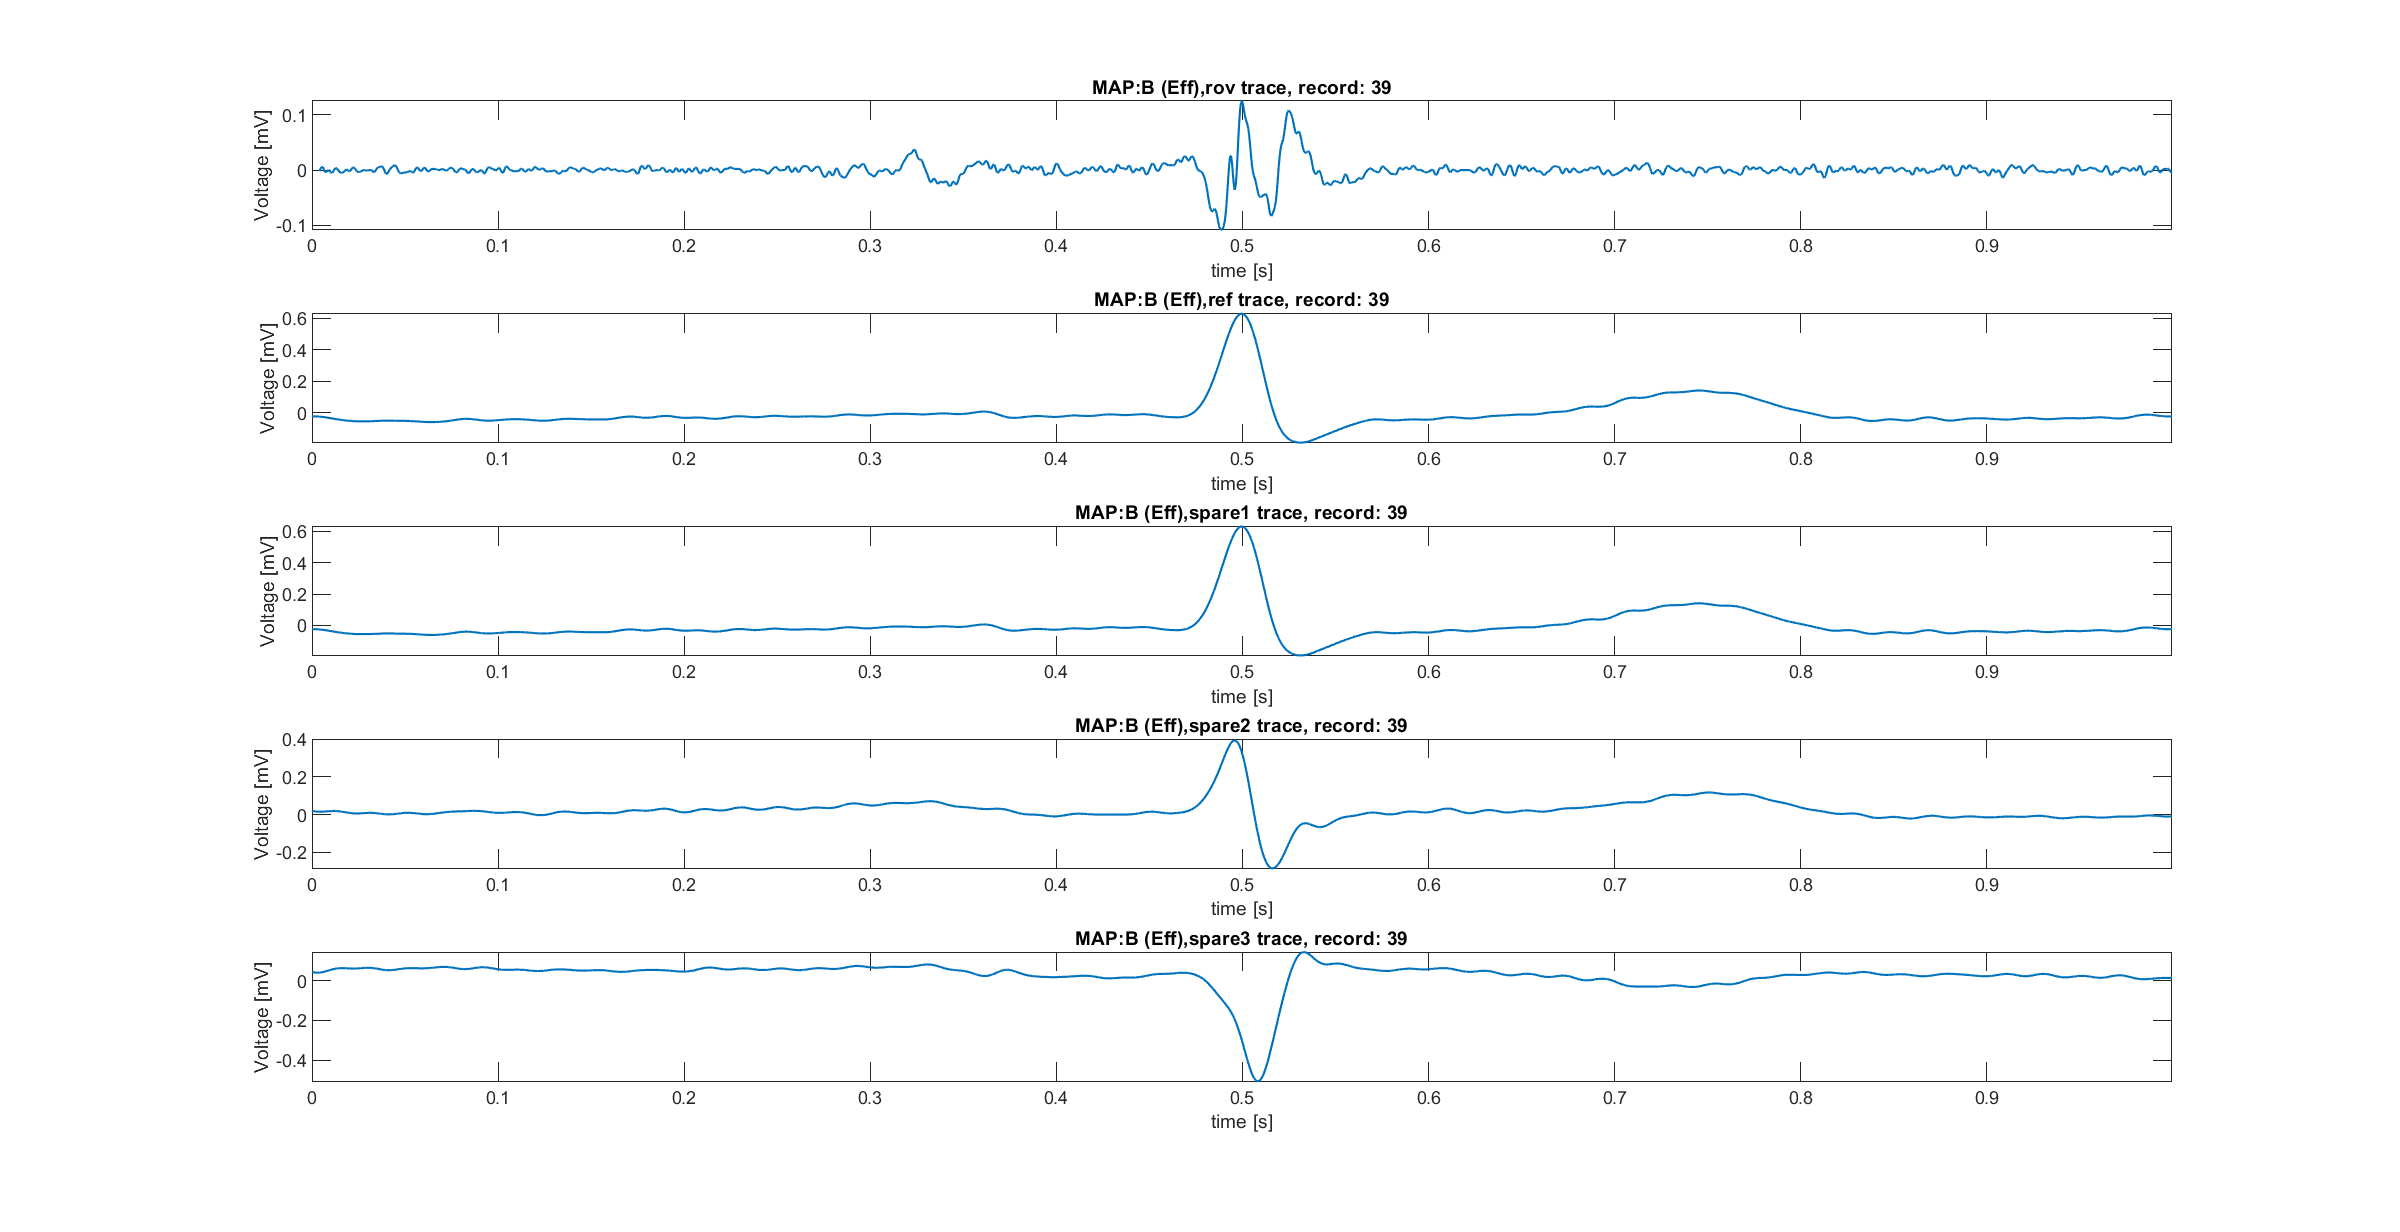 MAP:B (Eff),rov trace, record: 39
Voltage [mV]
0.1
0
-0.1
0 0.1 0.2 0.3 0.4 0.5 0.6 0.7 0.8 0.9
time [s]
MAP:B (Eff),ref trace, record: 39
Voltage [mV]
0.6
0.4
0.2
0
0 0.1 0.2 0.3 0.4 0.5 0.6 0.7 0.8 0.9
time [s]
MAP:B (Eff),spare1 trace, record: 39
Voltage [mV]
0.6
0.4
0.2
0
0 0.1 0.2 0.3 0.4 0.5 0.6 0.7 0.8 0.9
time [s]
MAP:B (Eff),spare2 trace, record: 39
Voltage [mV]
0.4
0.2
0
-0.2
0 0.1 0.2 0.3 0.4 0.5 0.6 0.7 0.8 0.9
time [s]
MAP:B (Eff),spare3 trace, record: 39
Voltage [mV]
0
-0.2
-0.4
0 0.1 0.2 0.3 0.4 0.5 0.6 0.7 0.8 0.9
time [s]